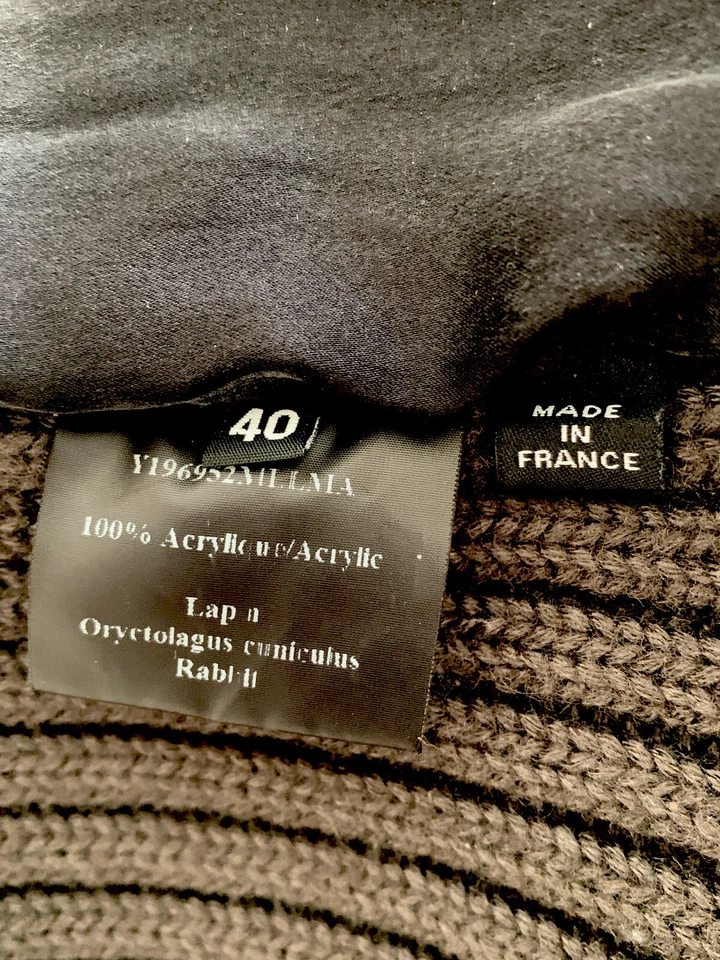 40
100% Acrylique/Acrylic
Lapin
Oryctolagus cuniculus
Rabbit
MADE
IN
FRANCE